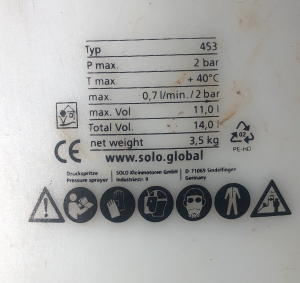 Typ 453
P max. 2 bar
T max. + 40°C
max. 0,7 l/min./2 bar
max. Vol 11,0 l
Total Vol. 14,0 l
net weight 3,5 kg
CE www.solo.global
02
PE-HD
Druckspritze SOLO Kleinmotoren GmbH D-71069 Sindelfingen
Pressure sprayer Industriestr. 9 Germany